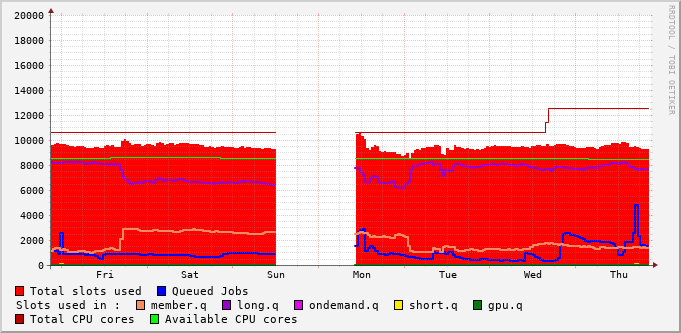 RRDTOOL / TOBI OETIKER
20000
18000
16000
14000
12000
10000
8000
6000
4000
2000
0
Fri Sat Sun Mon Tue Wed Thu
Total slots used Queued Jobs
Slots used in : member.q long.q ondemand.q short.q gpu.q
Total CPU cores Available CPU cores